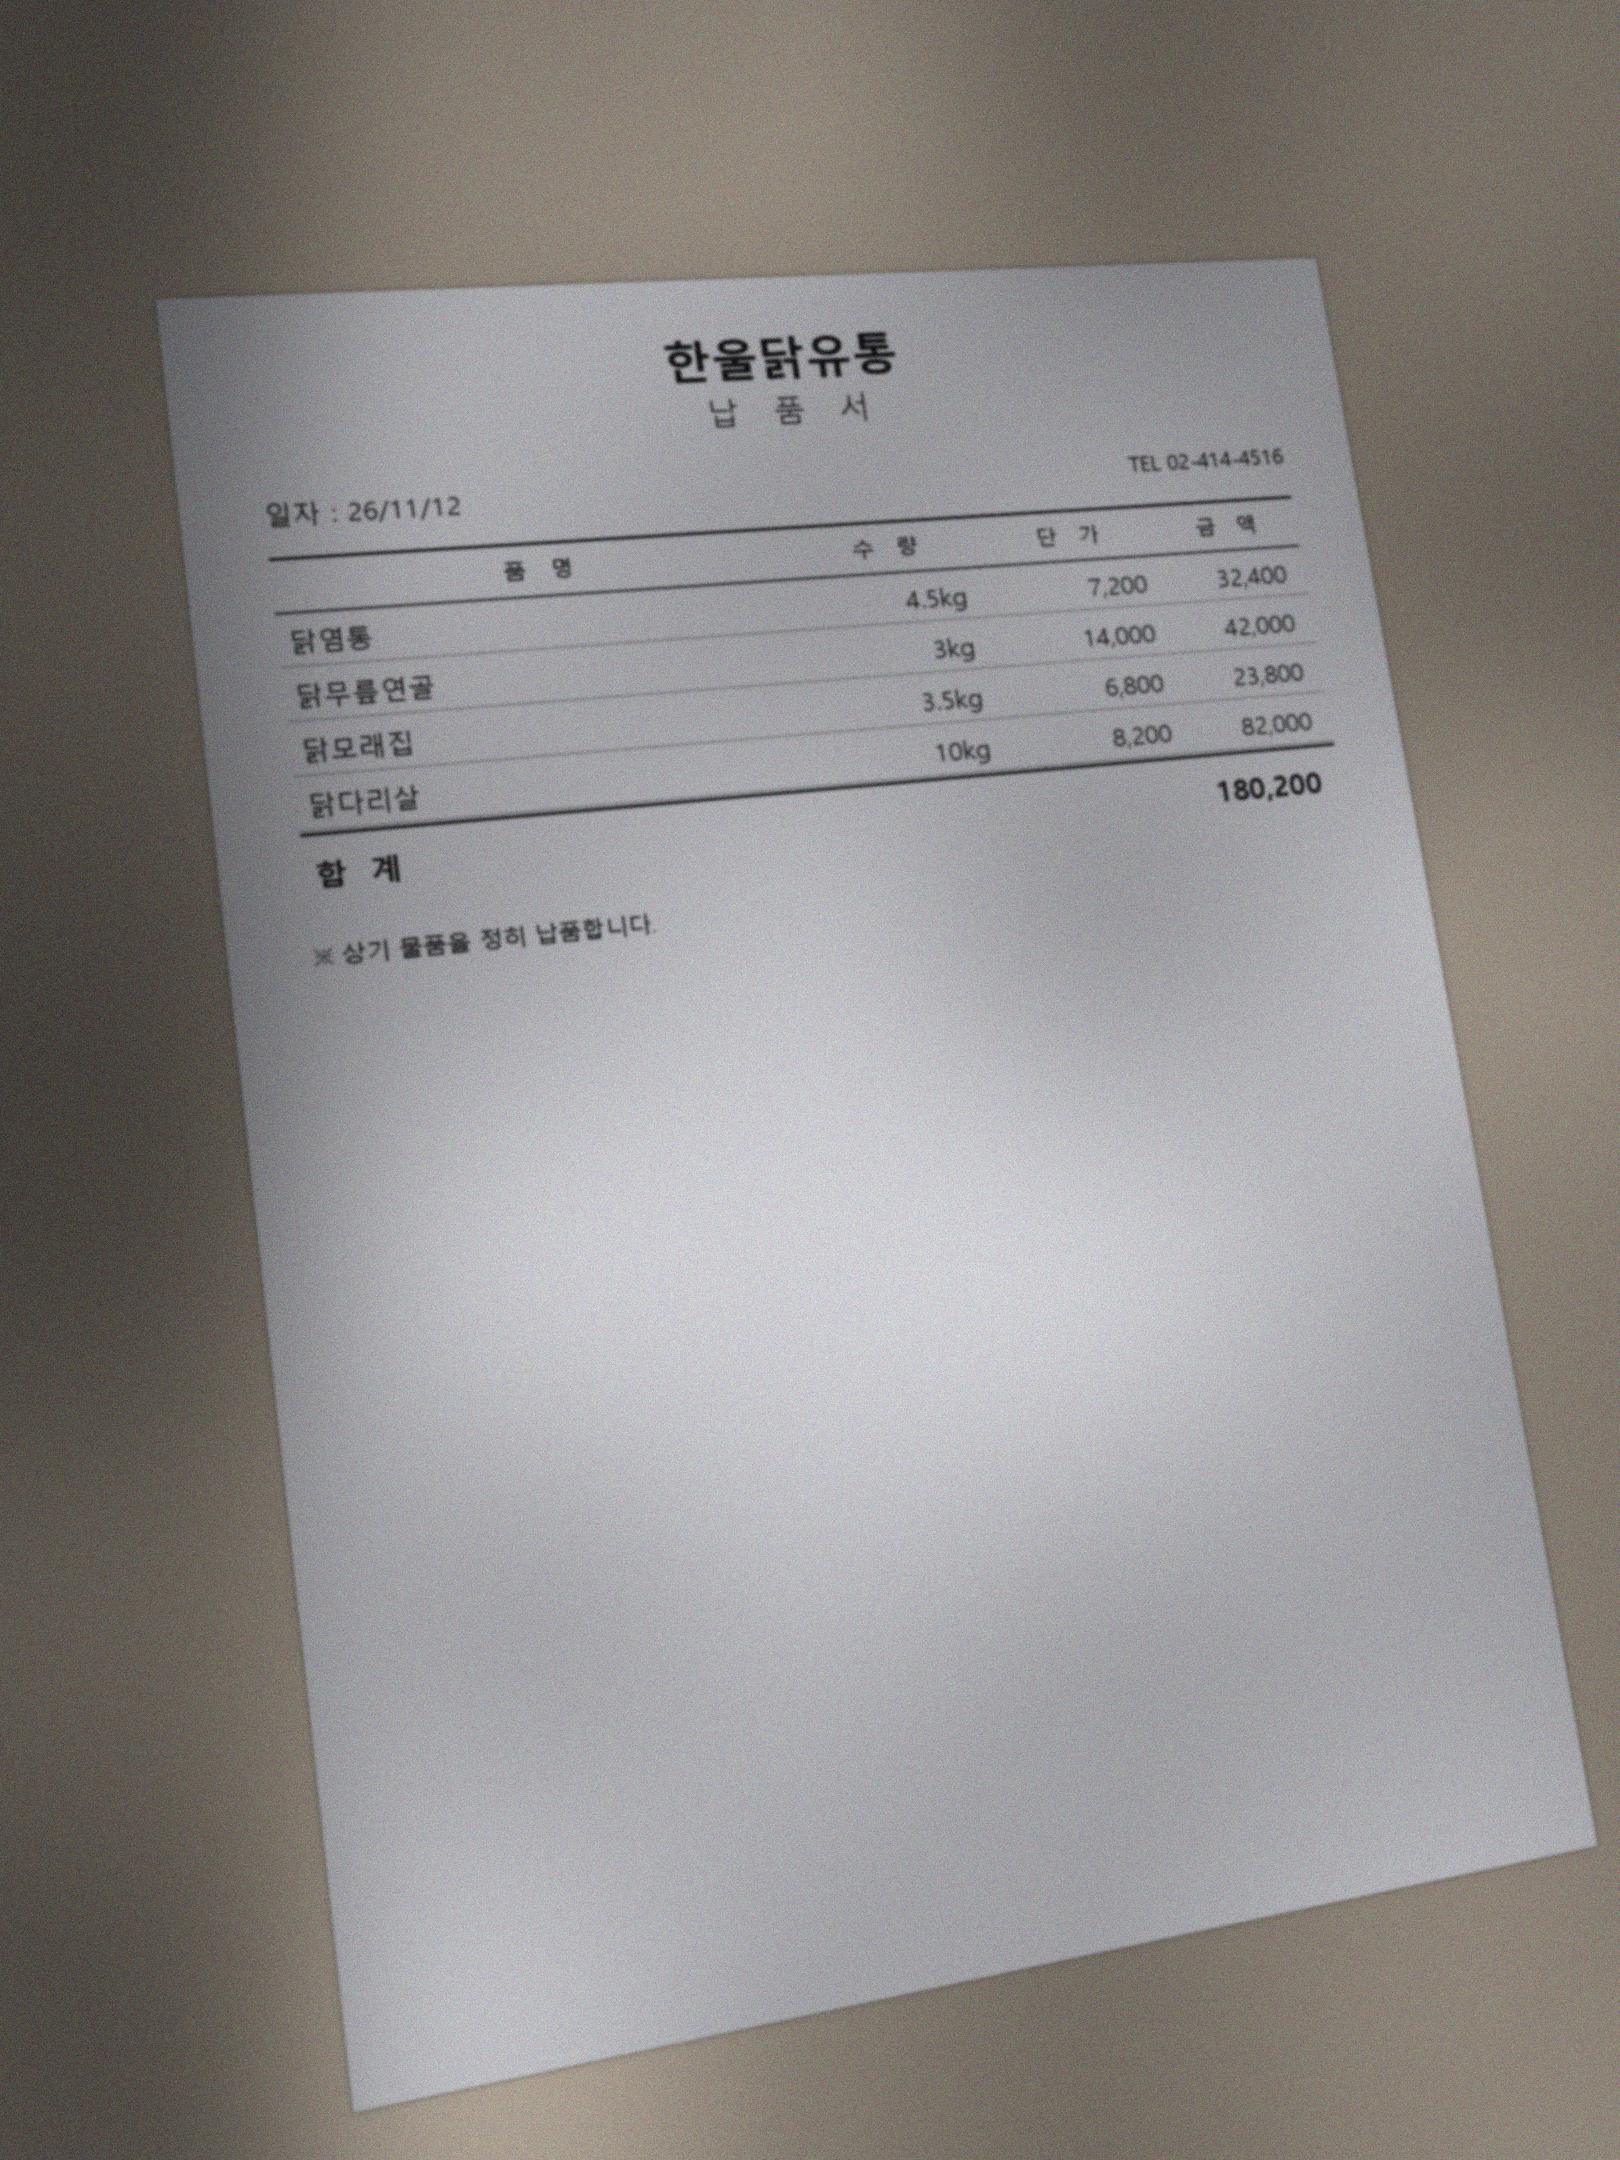 한울닭유통
납 품 서
TEL 02-414-4516
일자 : 26/11/12
품 명 수 량 단 가 금 액
닭염통 4.5kg 7,200 32,400
닭무릎연골 3kg 14,000 42,000
닭모래집 3.5kg 6,800 23,800
닭다리살 10kg 8,200 82,000
합 계 180,200
※ 상기 물품을 정히 납품합니다.